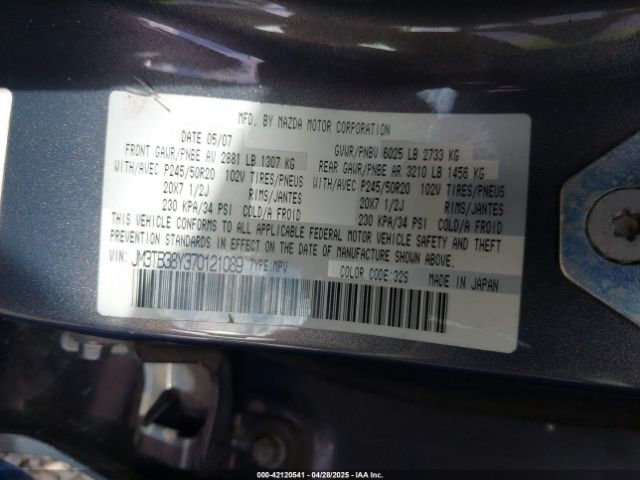 MFD. BY MAZDA MOTOR CORPORATION
DATE 05/07 GVWR/PNBV 6025 LB 2733 KG
FRONT GAWR/PNBE AV 2881 LB 1307 KG REAR GAWR/PNBE AR 3210 LB 1456 KG
WITH/AVEC P245/50R20 102V TIRES/PNEUS WITH/AVEC P245/50R20 102V TIRES/PNEUS
20X7 1/2J RIMS/JANTES 20X7 1/2J RIMS/JANTES
230 KPA/34 PSI COLD/A FROID 230 KPA/34 PSI COLD/A FROID
THIS VEHICLE CONFORMS TO ALL APPLICABLE FEDERAL MOTOR VEHICLE SAFETY AND THEFT
PREVENTION STANDARDS IN EFFECT ON THE DATE OF MANUFACTURE SHOWN ABOVE.
VIN: JM3TB38Y370121089 TYPE:MPV COLOR CODE:32S MADE IN JAPAN
000-42120541 - 04/28/2025 - IAAI.com